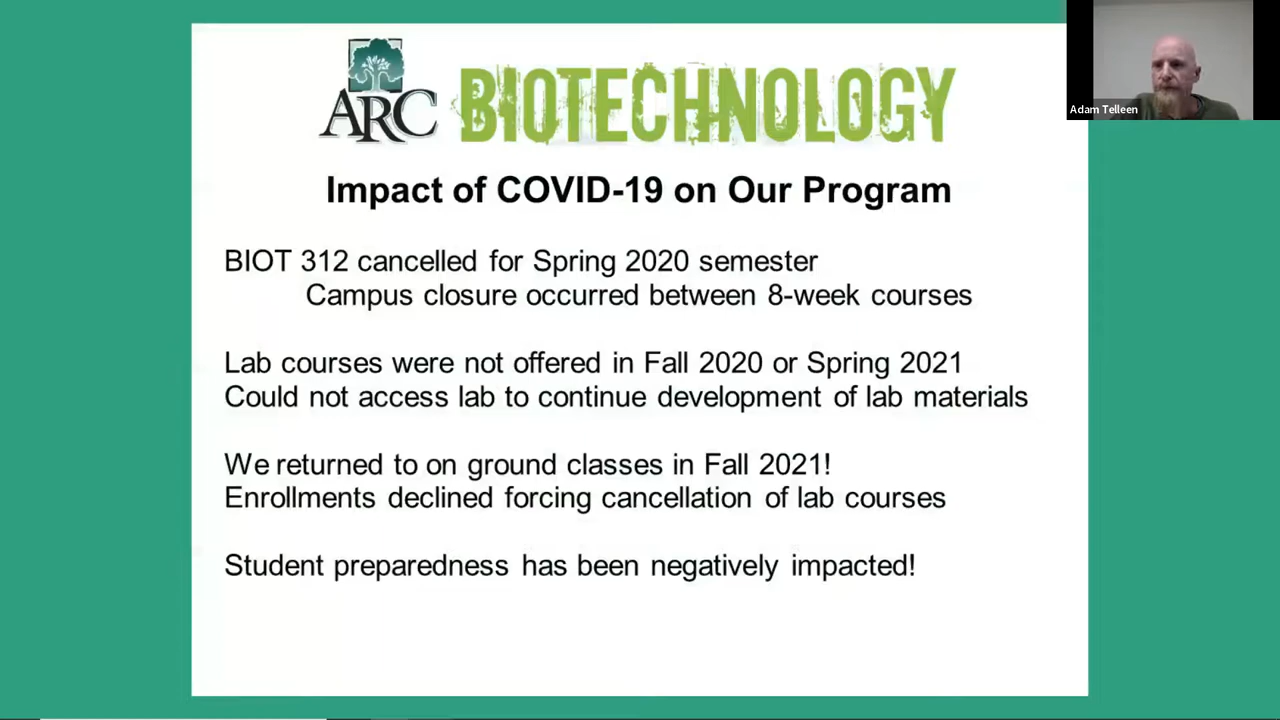 ARC BIOTECHNOLOGY
Adam Telleen
Impact of COVID-19 on Our Program
BIOT 312 cancelled for Spring 2020 semester
Campus closure occurred between 8-week courses
Lab courses were not offered in Fall 2020 or Spring 2021
Could not access lab to continue development of lab materials
We returned to on ground classes in Fall 2021!
Enrollments declined forcing cancellation of lab courses
Student preparedness has been negatively impacted!